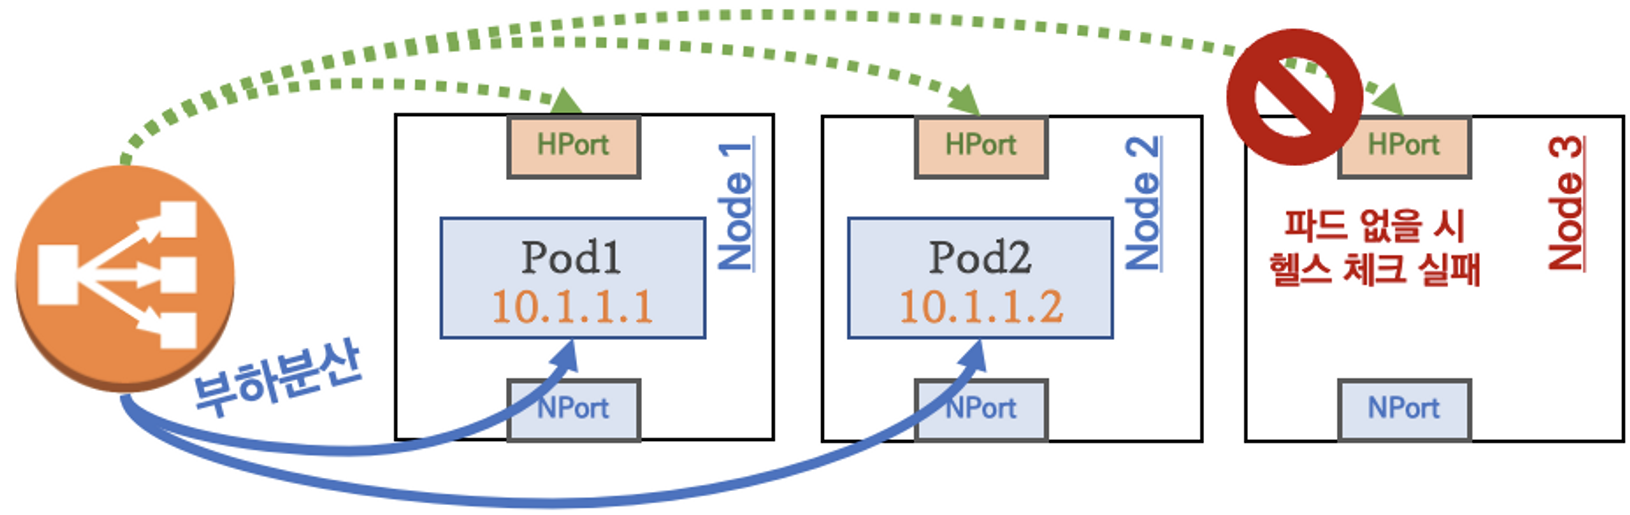 HPort
Node 1
Pod1
10.1.1.1
NPort
HPort
Node 2
Pod2
10.1.1.2
NPort
HPort
Node 3
파드 없을 시
헬스 체크 실패
NPort
부하분산